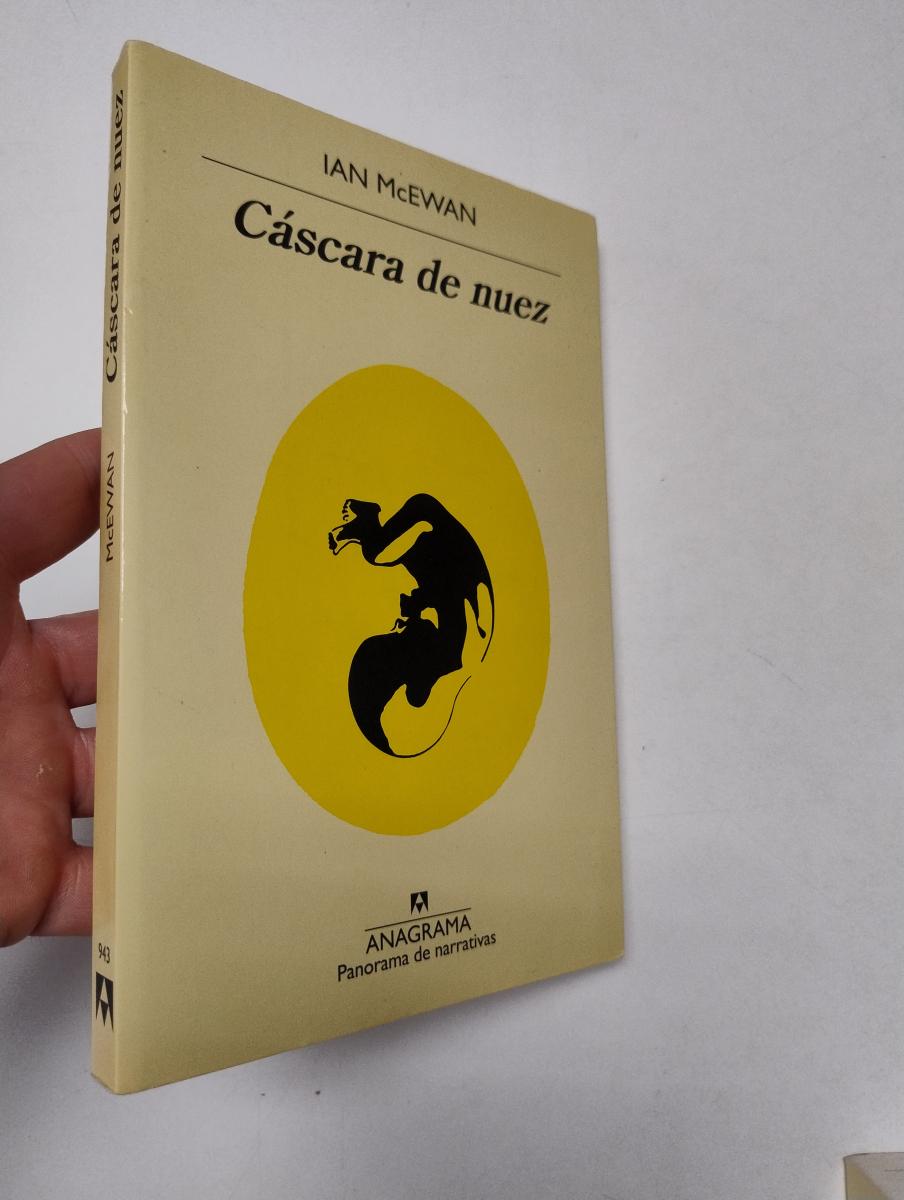 IAN McEWAN
Cáscara de nuez
ANAGRAMA
Panorama de narrativas
Cáscara de nuez
McEWAN
943